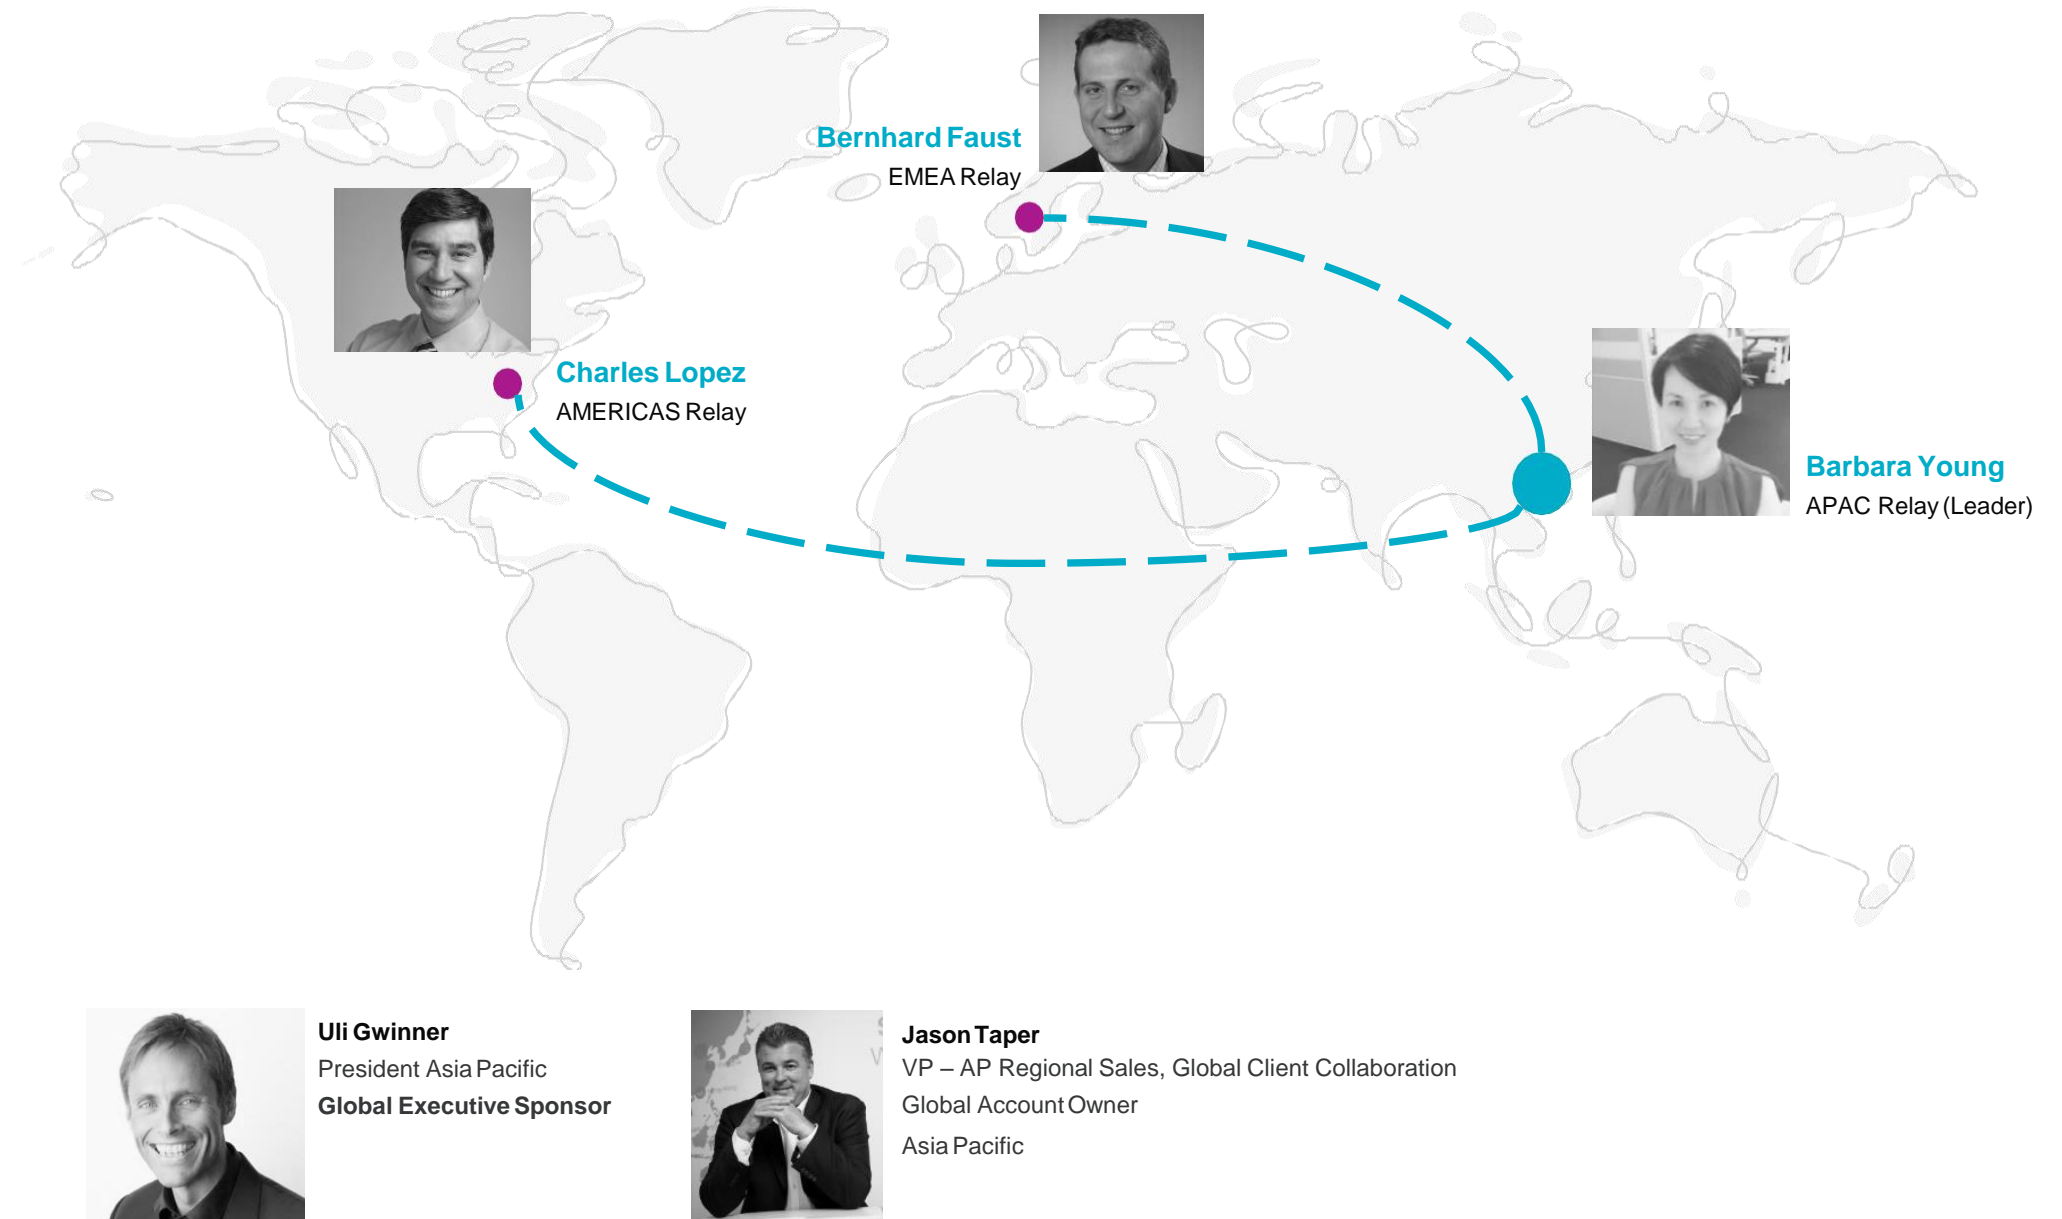 Bernhard Faust
EMEA Relay
Charles Lopez
AMERICAS Relay
Barbara Young
APAC Relay (Leader)
Uli Gwinner
President Asia Pacific
Global Executive Sponsor
Jason Taper
VP – AP Regional Sales, Global Client Collaboration
Global Account Owner
Asia Pacific